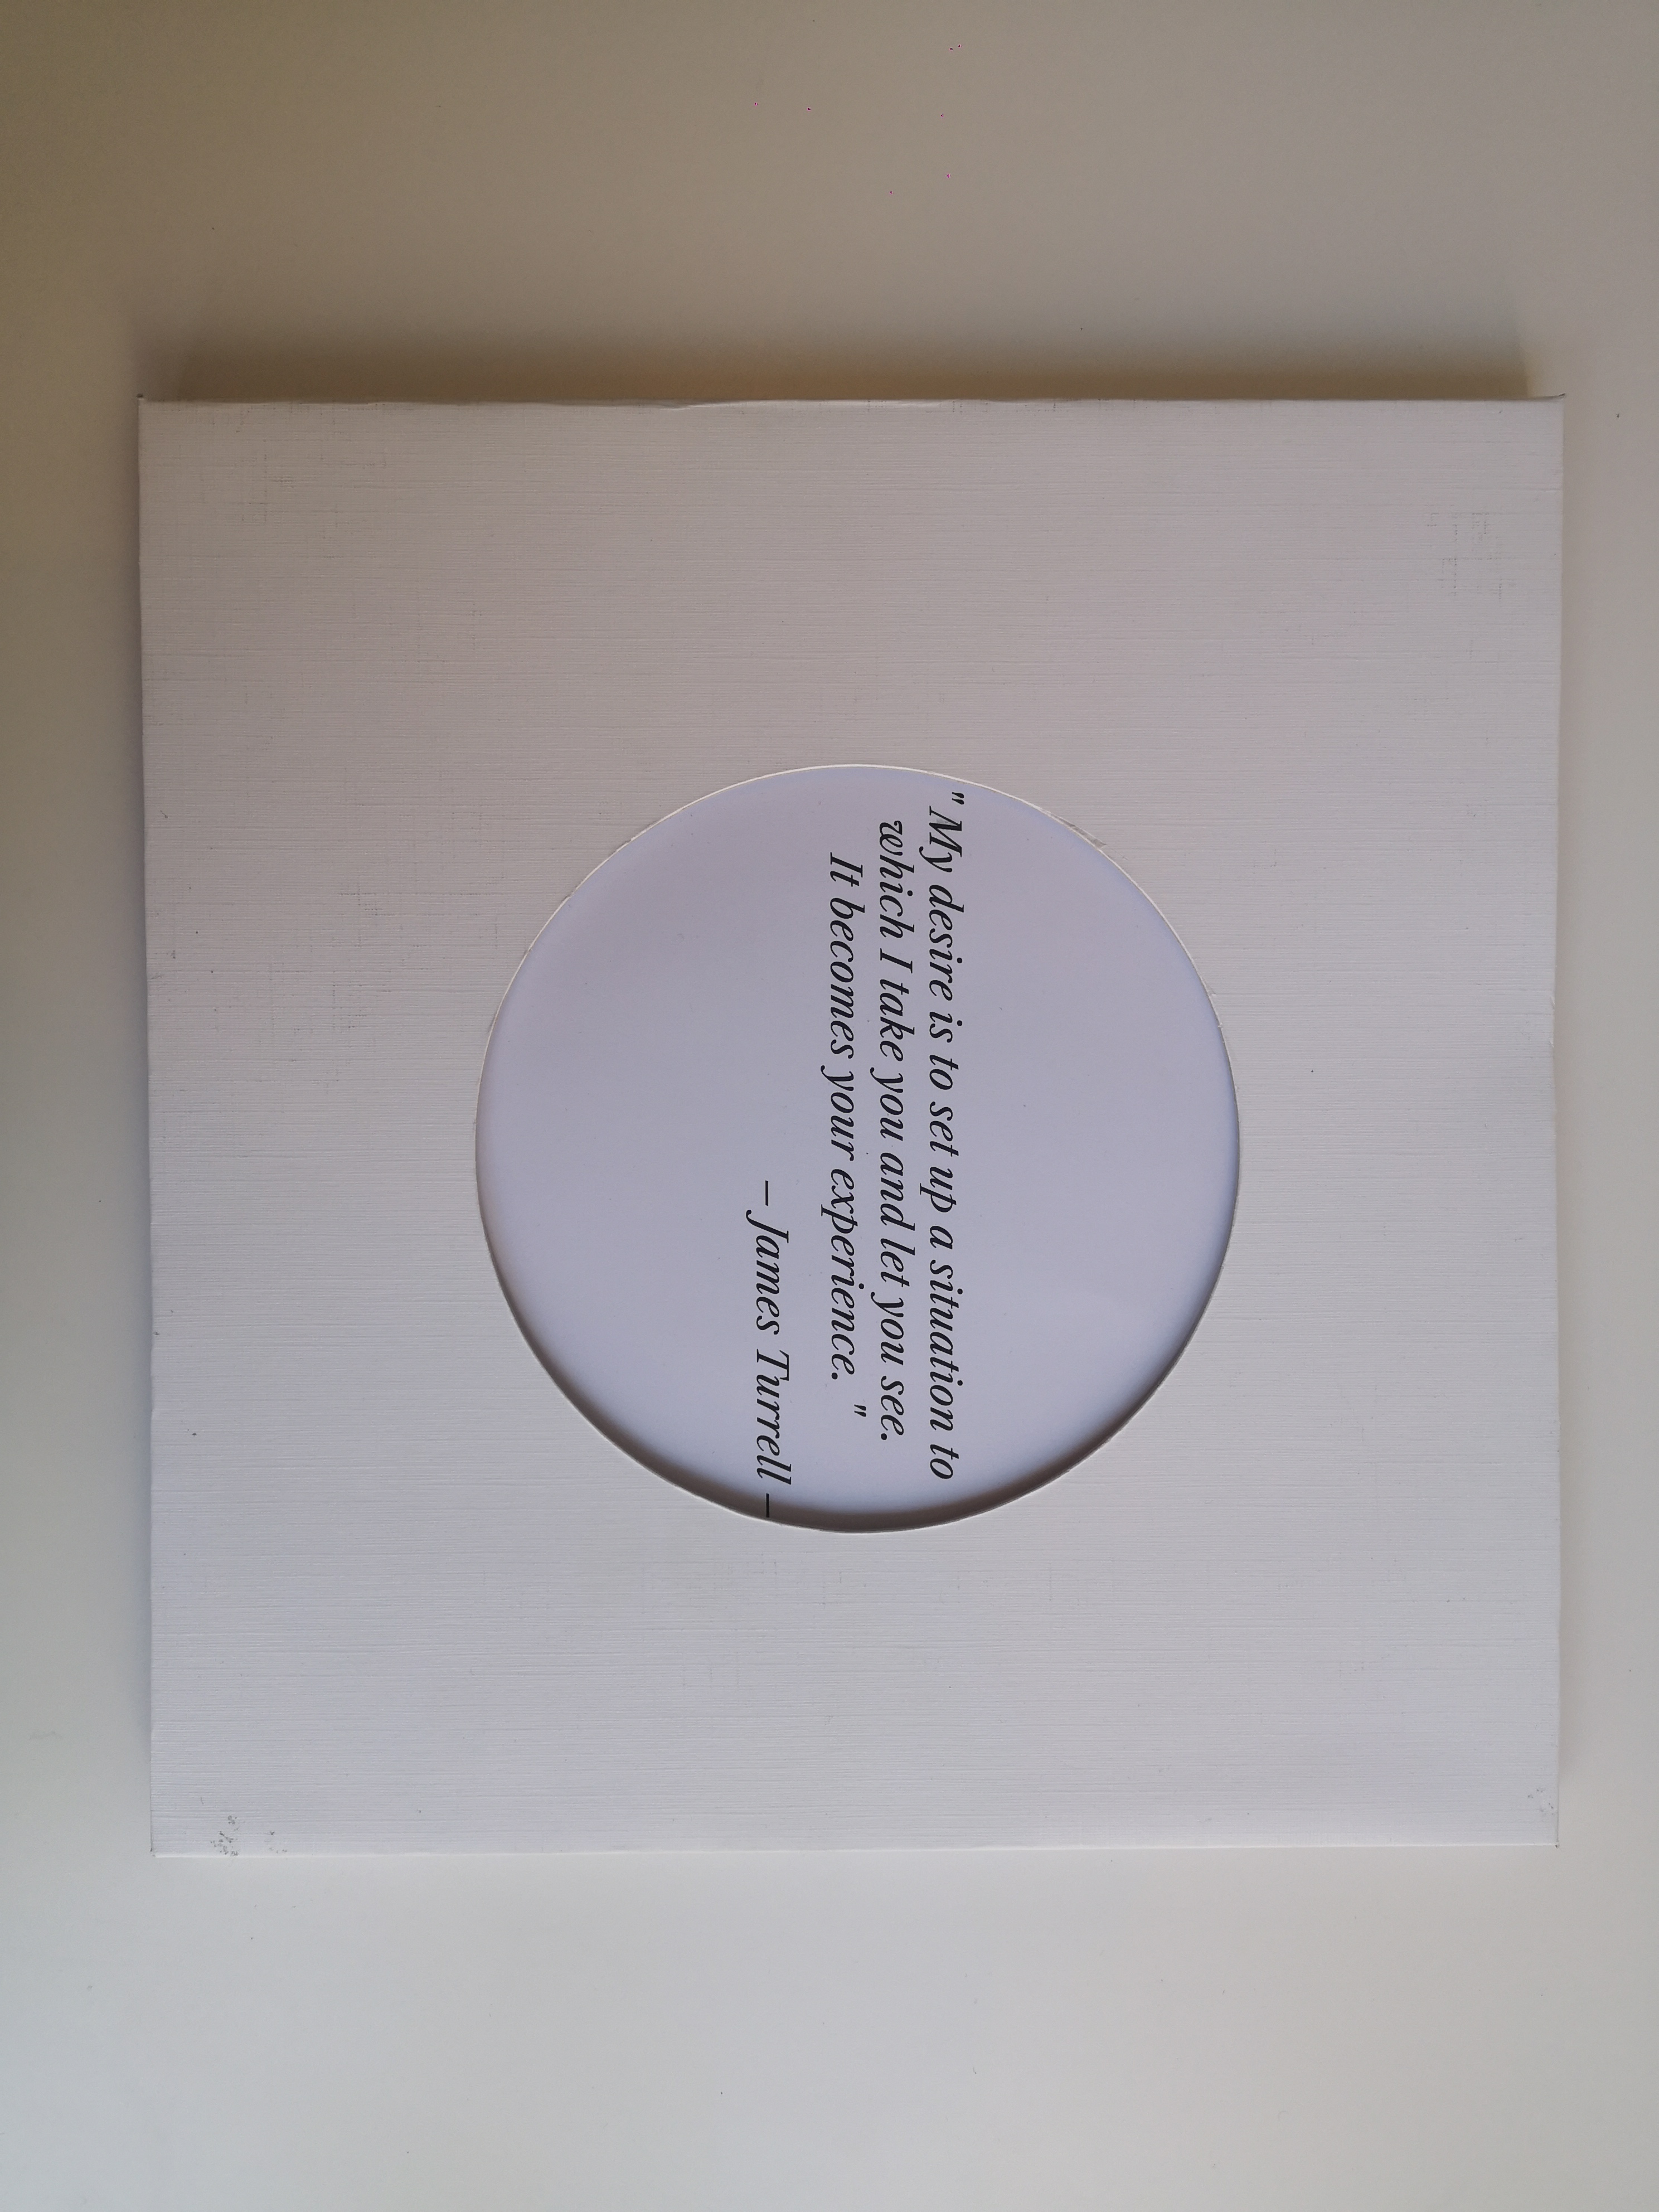 " My desire is to set up a situation to
which I take you and let you see.
It becomes your experience. "
– James Turrell –